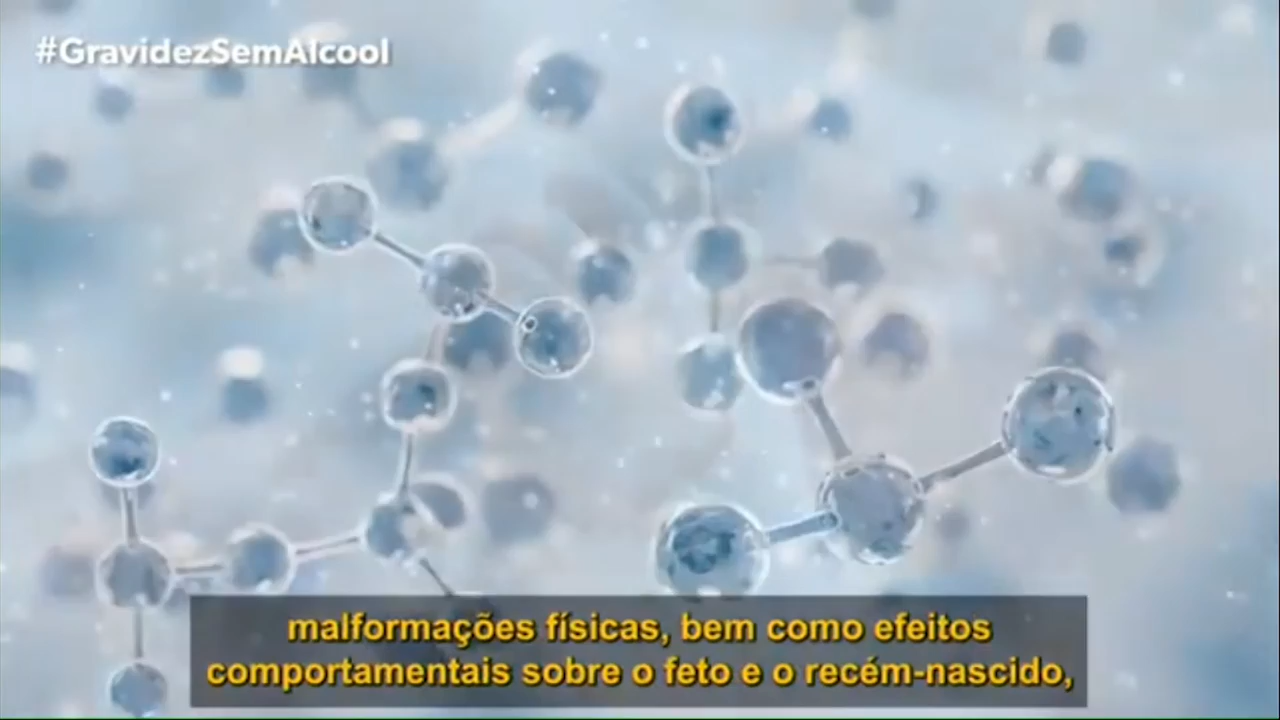 #GravidezSemAlcool
malformações físicas, bem como efeitos
comportamentais sobre o feto e o recém-nascido,